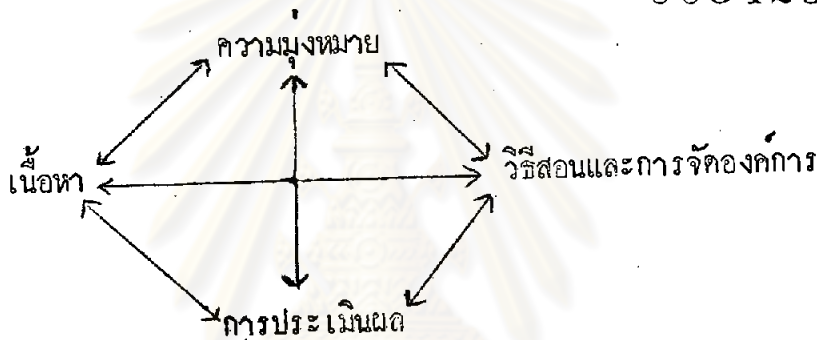 ความมุ่งหมาย
เนื้อหา
วิธีสอนและการจัดองค์การ
การประเมินผล